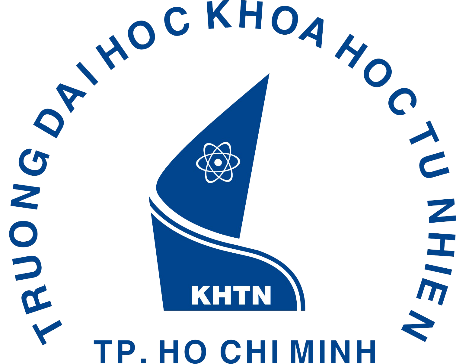 TRUONG DAI HOC KHOA HOC TU NHIEN
KHTN
TP. HO CHI MINH